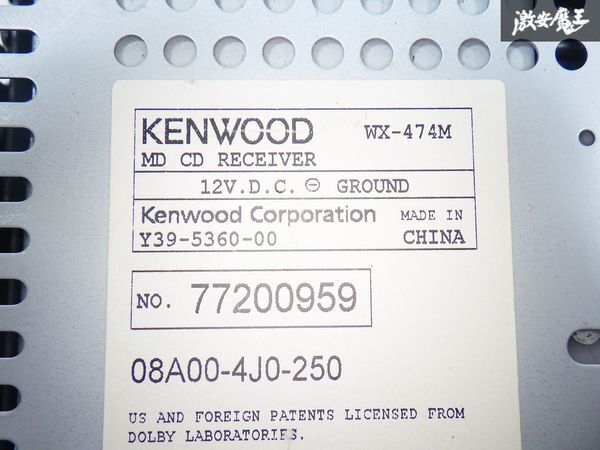 激安魔王
KENWOOD WX-474M
MD CD RECEIVER
12V.D.C. ⊖ GROUND
Kenwood Corporation MADE IN
Y39-5360-00 CHINA
NO. 77200959
08A00-4J0-250
US AND FOREIGN PATENTS LICENSED FROM
DOLBY LABORATORIES.